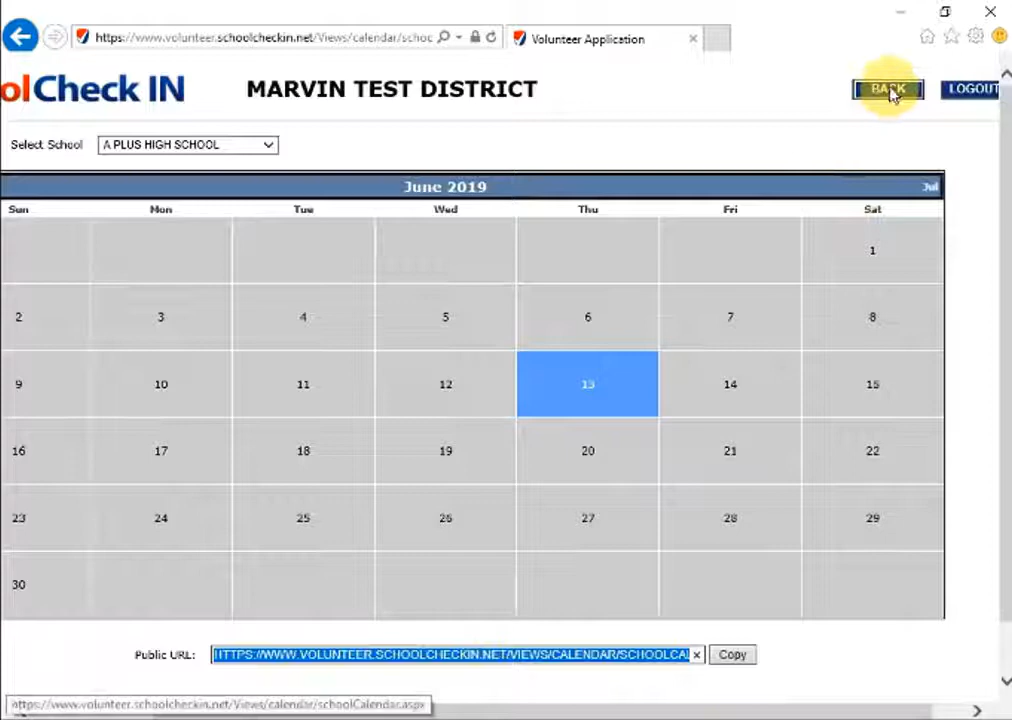 https://www.volunteer.schoolcheckin.net/Views/calendar/schoc
Volunteer Application
olCheck IN
MARVIN TEST DISTRICT
BACK
LOGOUT
Select School
A PLUS HIGH SCHOOL
June 2019
Jul
Sun Mon Tue Wed Thu Fri Sat
1
2 3 4 5 6 7 8
9 10 11 12 13 14 15
16 17 18 19 20 21 22
23 24 25 26 27 28 29
30
Public URL:
HTTPS://WWW.VOLUNTEER.SCHOOLCHECKIN.NET/VIEWS/CALENDAR/SCHOOLCAL
Copy
https://www.volunteer.schoolcheckin.net/Views/calendar/schoolCalendar.aspx